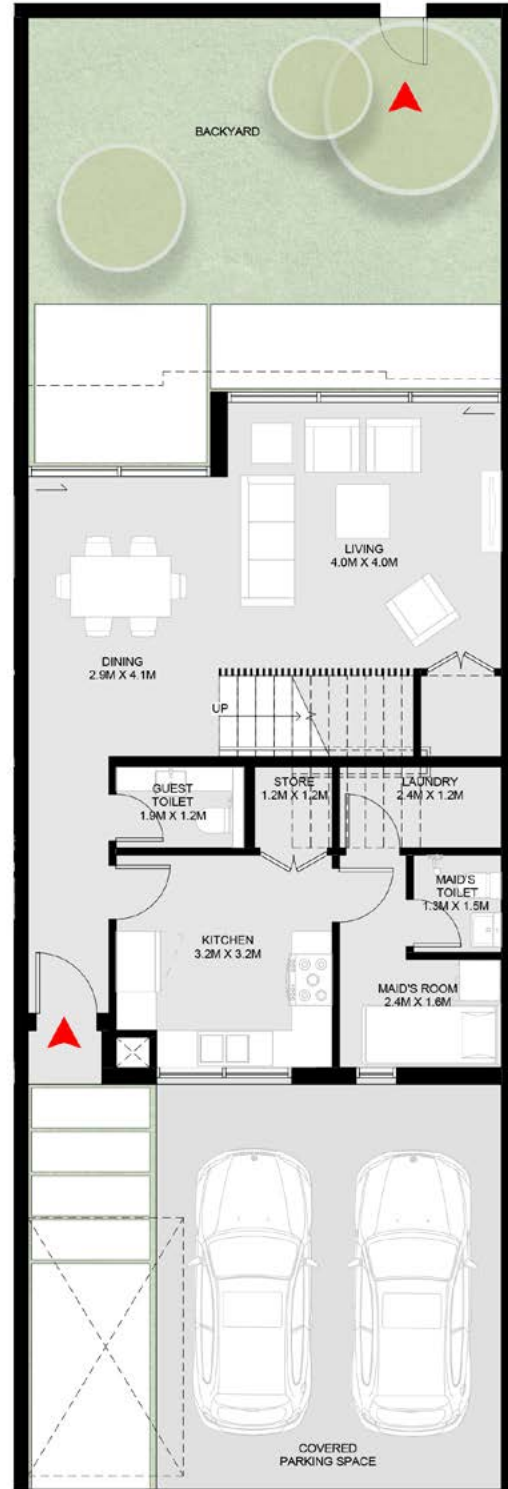 BACKYARD
LIVING
4.0M X 4.0M
DINING
2.9M X 4.1M
UP
GUEST
TOILET
1.9M X 1.2M
STORE
1.2M X 1.2M
LAUNDRY
2.4M X 1.2M
MAID'S
TOILET
1.3M X 1.5M
KITCHEN
3.2M X 3.2M
MAID'S ROOM
2.4M X 1.6M
COVERED
PARKING SPACE